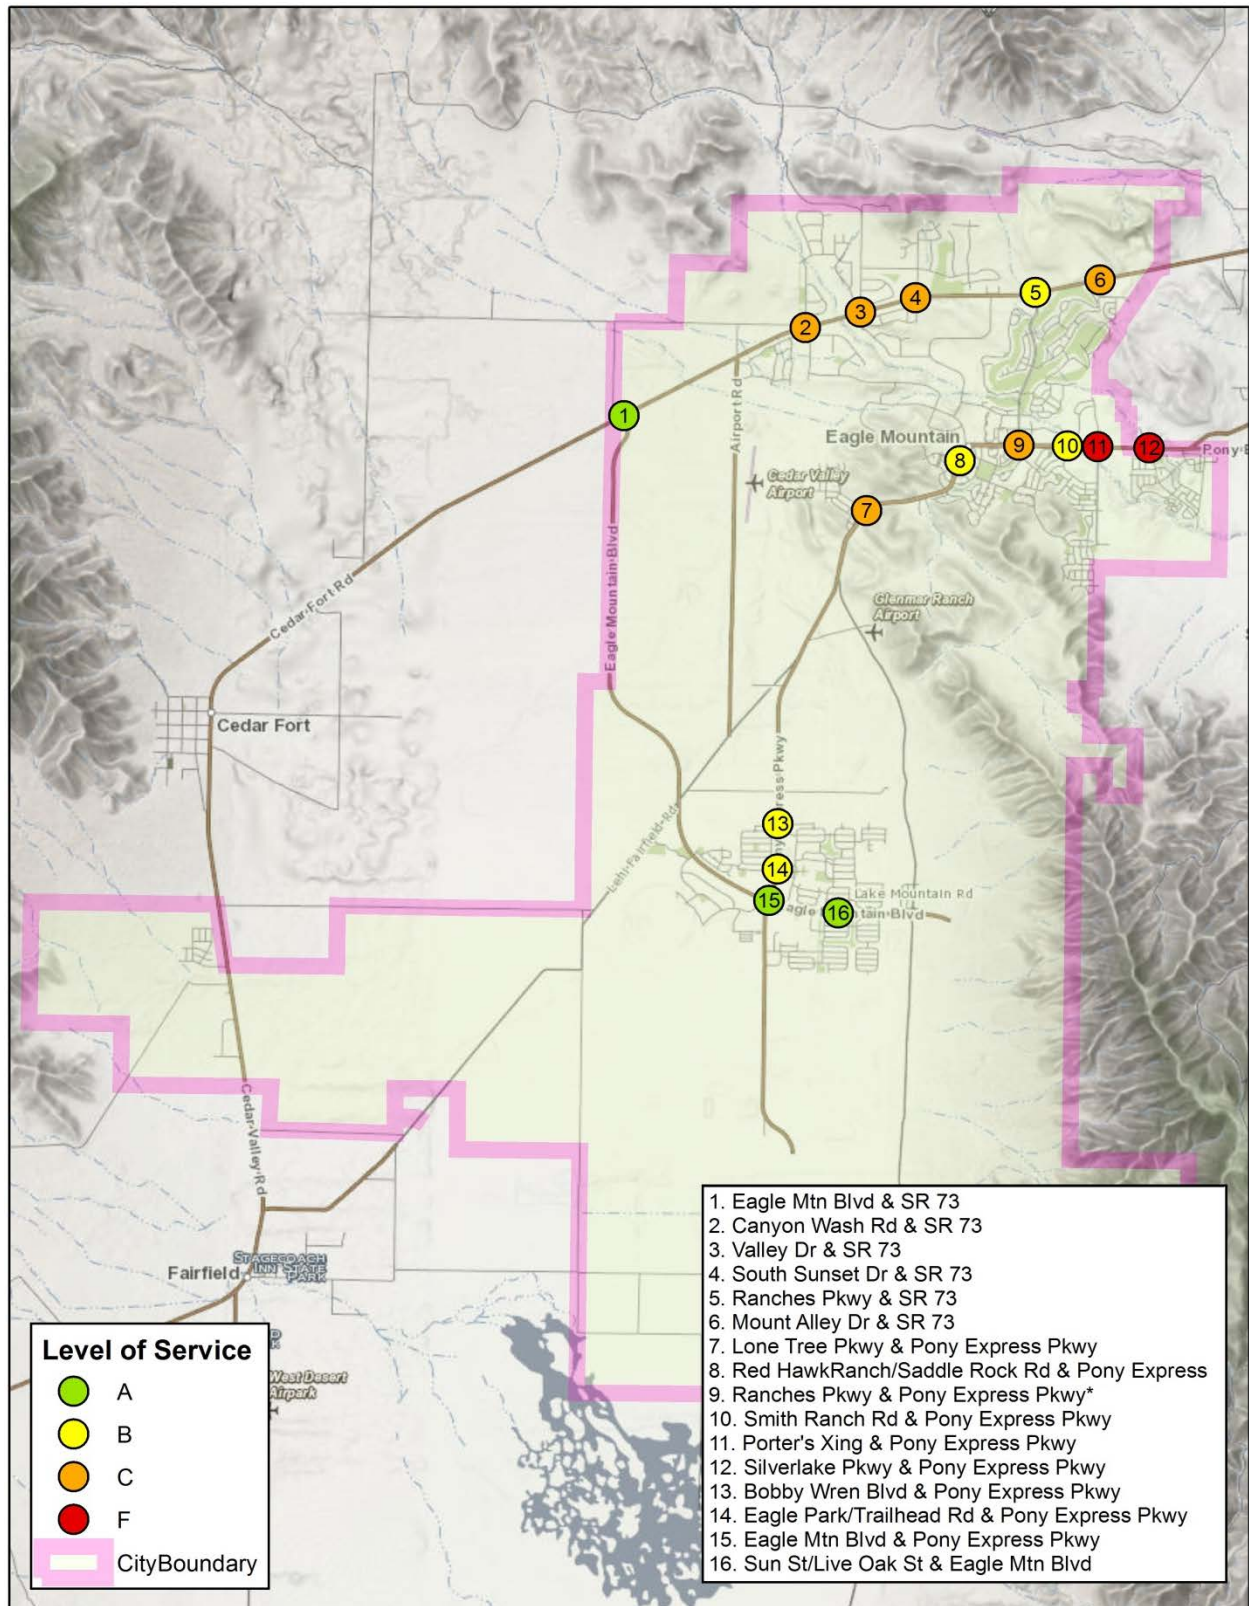 6
5
4
3
2
1
Airport Rd
Eagle Mountain
9
10
11
12
Pony E
8
Cedar Valley
Airport
7
Eagle Mountain Blvd
Cedar Fort Rd
Glenmar Ranch
Airport
Cedar Fort
ress Pkwy
13
Lehi-Fairfield Rd
14
Lake Mountain Rd
15
16
agle
ntain Blvd
Cedar Valley Rd
Stagecoach
Inn State
Park
Fairfield
West Desert
Airpark
Level of Service
A
B
C
F
CityBoundary
1. Eagle Mtn Blvd & SR 73
2. Canyon Wash Rd & SR 73
3. Valley Dr & SR 73
4. South Sunset Dr & SR 73
5. Ranches Pkwy & SR 73
6. Mount Alley Dr & SR 73
7. Lone Tree Pkwy & Pony Express Pkwy
8. Red HawkRanch/Saddle Rock Rd & Pony Express
9. Ranches Pkwy & Pony Express Pkwy*
10. Smith Ranch Rd & Pony Express Pkwy
11. Porter's Xing & Pony Express Pkwy
12. Silverlake Pkwy & Pony Express Pkwy
13. Bobby Wren Blvd & Pony Express Pkwy
14. Eagle Park/Trailhead Rd & Pony Express Pkwy
15. Eagle Mtn Blvd & Pony Express Pkwy
16. Sun St/Live Oak St & Eagle Mtn Blvd